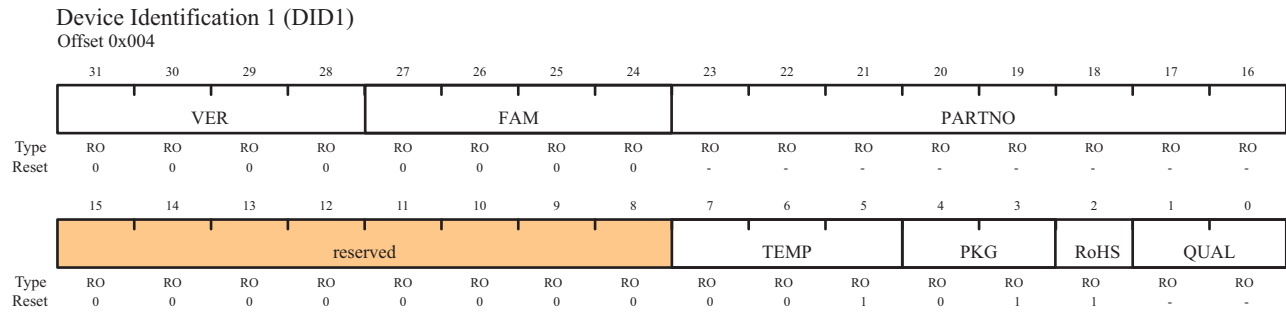 Device Identification 1 (DID1)
Offset 0x004
31 30 29 28 27 26 25 24 23 22 21 20 19 18 17 16
VER FAM PARTNO
Type RO RO RO RO RO RO RO RO RO RO RO RO RO RO RO RO
Reset 0 0 0 0 0 0 0 0 - - - - - - - -
15 14 13 12 11 10 9 8 7 6 5 4 3 2 1 0
reserved TEMP PKG RoHS QUAL
Type RO RO RO RO RO RO RO RO RO RO RO RO RO RO RO RO
Reset 0 0 0 0 0 0 0 0 0 0 1 0 1 1 - -